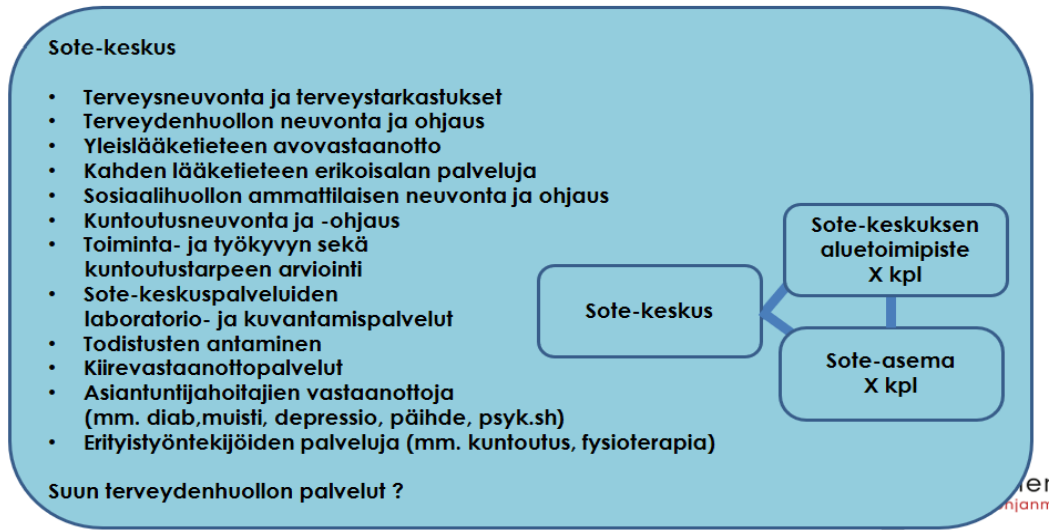 Sote-keskus
• Terveysneuvonta ja terveystarkastukset
• Terveydenhuollon neuvonta ja ohjaus
• Yleislääketieteen avovastaanotto
• Kahden lääketieteen erikoisalan palveluja
• Sosiaalihuollon ammattilaisen neuvonta ja ohjaus
• Kuntoutusneuvonta ja -ohjaus
• Toiminta- ja työkyvyn sekä
kuntoutustarpeen arviointi
• Sote-keskuspalveluiden
laboratorio- ja kuvantamispalvelut
• Todistusten antaminen
• Kiirevastaanottopalvelut
• Asiantuntijahoitajien vastaanottoja
(mm. diab,muisti, depressio, päihde, psyk.sh)
• Erityistyöntekijöiden palveluja (mm. kuntoutus, fysioterapia)
Suun terveydenhuollon palvelut ?
Sote-keskus
Sote-keskuksen
aluetoimipiste
X kpl
Sote-asema
X kpl